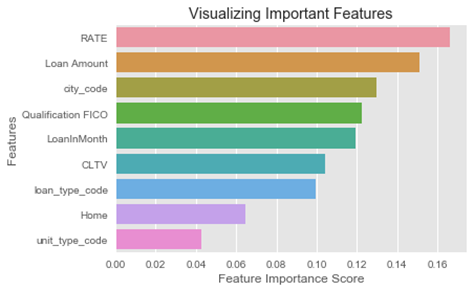 Visualizing Important Features
Features
RATE
Loan Amount
city_code
Qualification FICO
LoanInMonth
CLTV
loan_type_code
Home
unit_type_code
0.00 0.02 0.04 0.06 0.08 0.10 0.12 0.14 0.16
Feature Importance Score